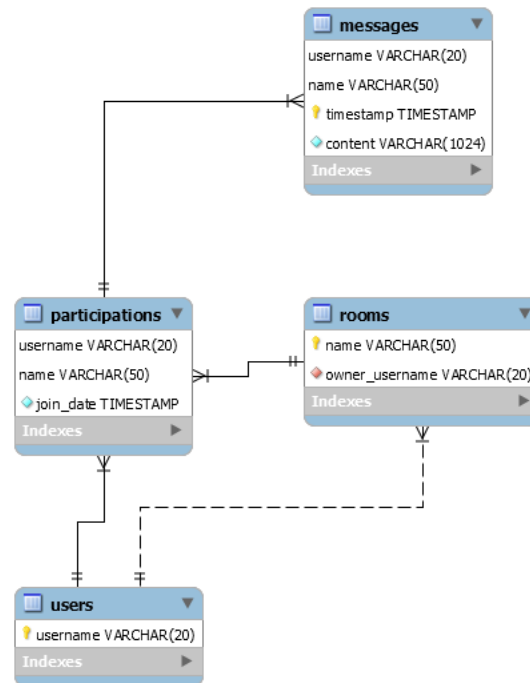 messages
username VARCHAR(20)
name VARCHAR(50)
timestamp TIMESTAMP
content VARCHAR(1024)
Indexes
participations
username VARCHAR(20)
name VARCHAR(50)
join_date TIMESTAMP
Indexes
rooms
name VARCHAR(50)
owner_username VARCHAR(20)
Indexes
users
username VARCHAR(20)
Indexes